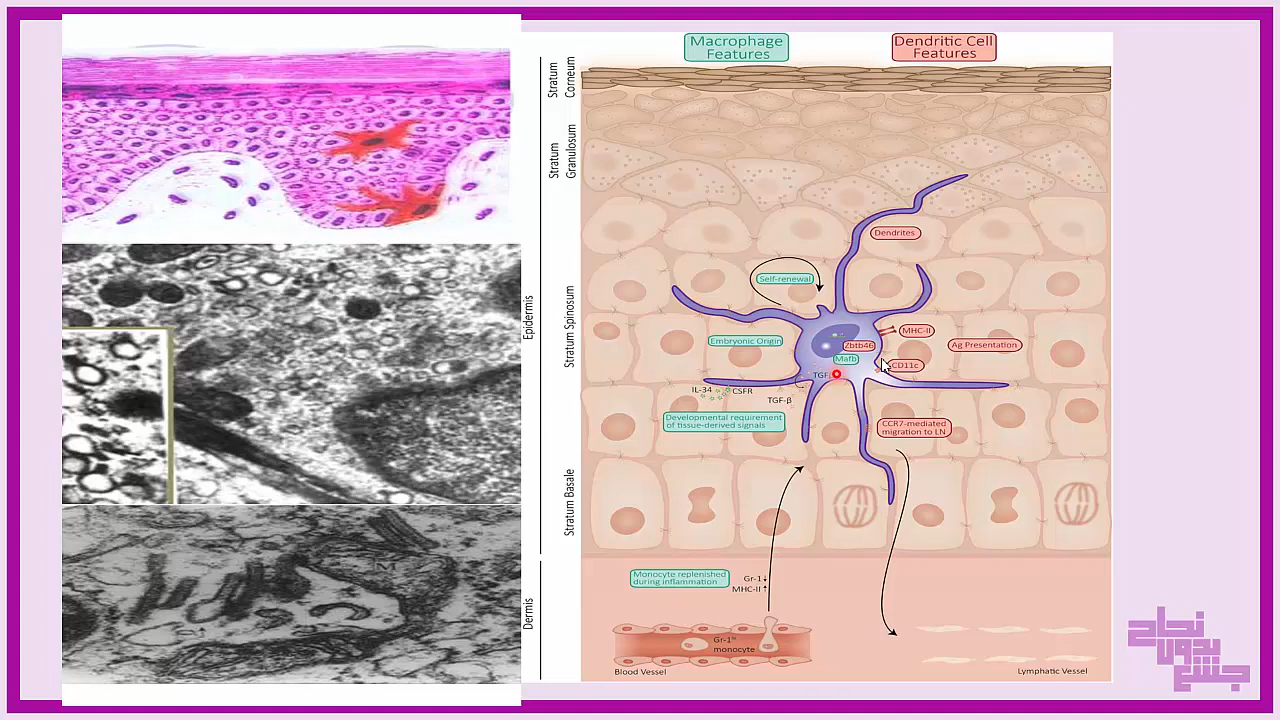 Macrophage
Features
Dendritic Cell
Features
Stratum
Corneum
Stratum
Granulosum
Epidermis
Stratum Spinosum
Stratum Basale
Dermis
Dendrites
Self-renewal
MHC-II
Embryonic Origin
Zbtb46
Ag Presentation
Mafb
CD11c
TGF
IL-34
CSFR
TGF-β
Developmental requirement
of tissue-derived signals
CCR7-mediated
migration to LN
M
Monocyte replenished
during inflammation
Gr-1↓
MHC-II↑
Gr-1ʰⁱ
monocyte
Blood Vessel
Lymphatic Vessel
نجاح
بدون
جشع